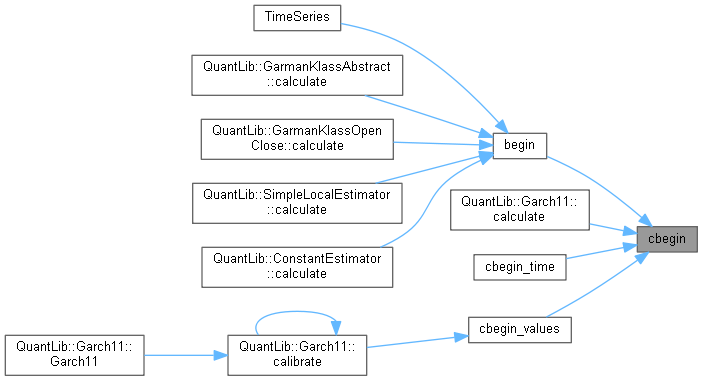 TimeSeries
QuantLib::GarmanKlassAbstract
::calculate
QuantLib::GarmanKlassOpen
Close::calculate
begin
QuantLib::SimpleLocalEstimator
::calculate
QuantLib::Garch11::
calculate
cbegin
QuantLib::ConstantEstimator
::calculate
cbegin_time
cbegin_values
QuantLib::Garch11::
Garch11
QuantLib::Garch11::
calibrate